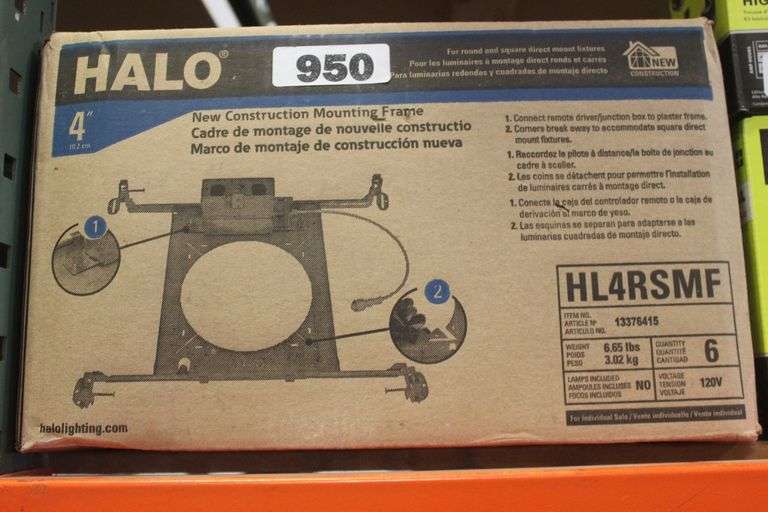 HALO®
950
For round and square direct mount fixtures
Pour les luminaires à montage direct ronds et carrés
Para luminarias redondas y cuadradas de montaje directo
NEW
CONSTRUCTION
4"
10.2 cm
New Construction Mounting Frame
Cadre de montage de nouvelle constructio
Marco de montaje de construcción nueva
1. Connect remote driver/junction box to plaster frame.
2. Corners break away to accommodate square direct
mount fixtures.
1. Raccordez le pilote à distance/la boîte de jonction au
cadre à sceller.
2. Les coins se détachent pour permettre l'installation
de luminaires carrés à montage direct.
1. Conecte la caja del controlador remoto o la caja de
derivación al marco de yeso.
2. Las esquinas se separan para adaptarse a las
luminarias cuadradas de montaje directo.
1
2
HL4RSMF
ITEM NO.
ARTICLE Nº
ARTICULO NO.
13376415
WEIGHT
POIDS
PESO
6.65 lbs
3.02 kg
QUANTITY
QUANTITÉ
CANTIDAD
6
LAMPS INCLUDED
AMPOULES INCLUSES
FOCOS INCLUIDOS
NO
VOLTAGE
TENSION
VOLTAJE
120V
For Individual Sale / Vente individuelle / Venta individual
halolighting.com